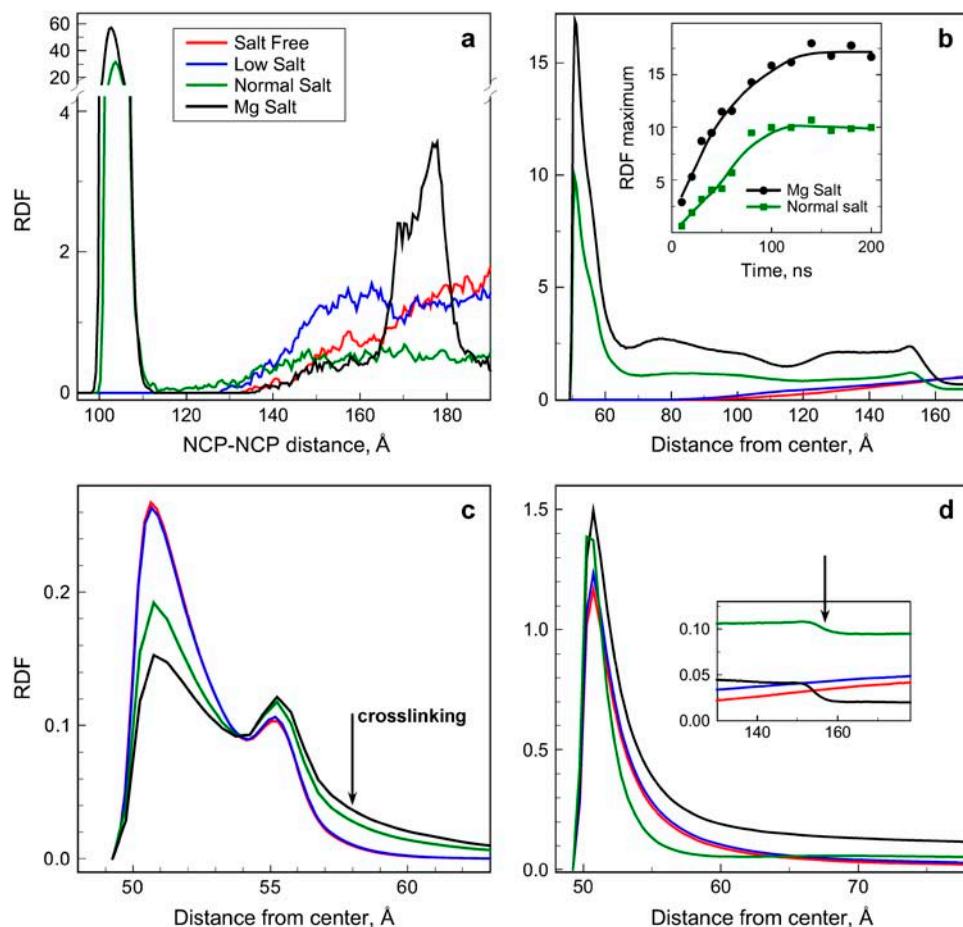 60
40
20
4
2
0
RDF
Salt Free
Low Salt
Normal Salt
Mg Salt
a
100 120 140 160 180
NCP-NCP distance, Å
15
10
5
0
b
RDF maximum
15
10
5
Mg Salt
Normal salt
0 100 200
Time, ns
60 80 100 120 140 160
Distance from center, Å
c
0.2
0.1
0.0
RDF
crosslinking
50 55 60
Distance from center, Å
d
1.5
1.0
0.5
0.0
0.10
0.05
0.00
140 160
50 60 70
Distance from center, Å